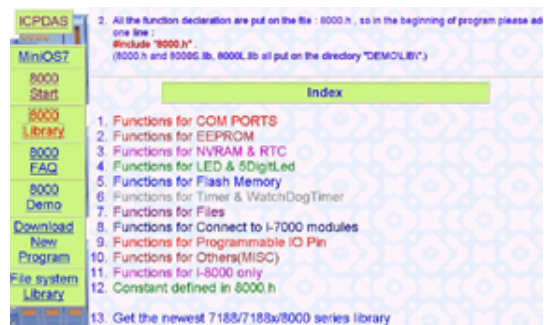 ICPDAS
MiniOS7
8000
Start
8000
Library
8000
FAQ
8000
Demo
Download
New
Program
File system
Library
2. All the function declaration are put on the file : 8000.h , so in the beginning of program please ad
one line :
#include "8000.h" .
(8000.h and 8000S.lib, 8000L.lib all put on the directory "DEMO\LIB\".)
Index
1. Functions for COM PORTS
2. Functions for EEPROM
3. Functions for NVRAM & RTC
4. Functions for LED & 5DigitLed
5. Functions for Flash Memory
6. Functions for Timer & WatchDogTimer
7. Functions for Files
8. Functions for Connect to I-7000 modules
9. Functions for Programmable IO Pin
10. Functions for Others(MISC)
11. Functions for I-8000 only
12. Constant defined in 8000.h
13. Get the newest 7188/7188x/8000 series library